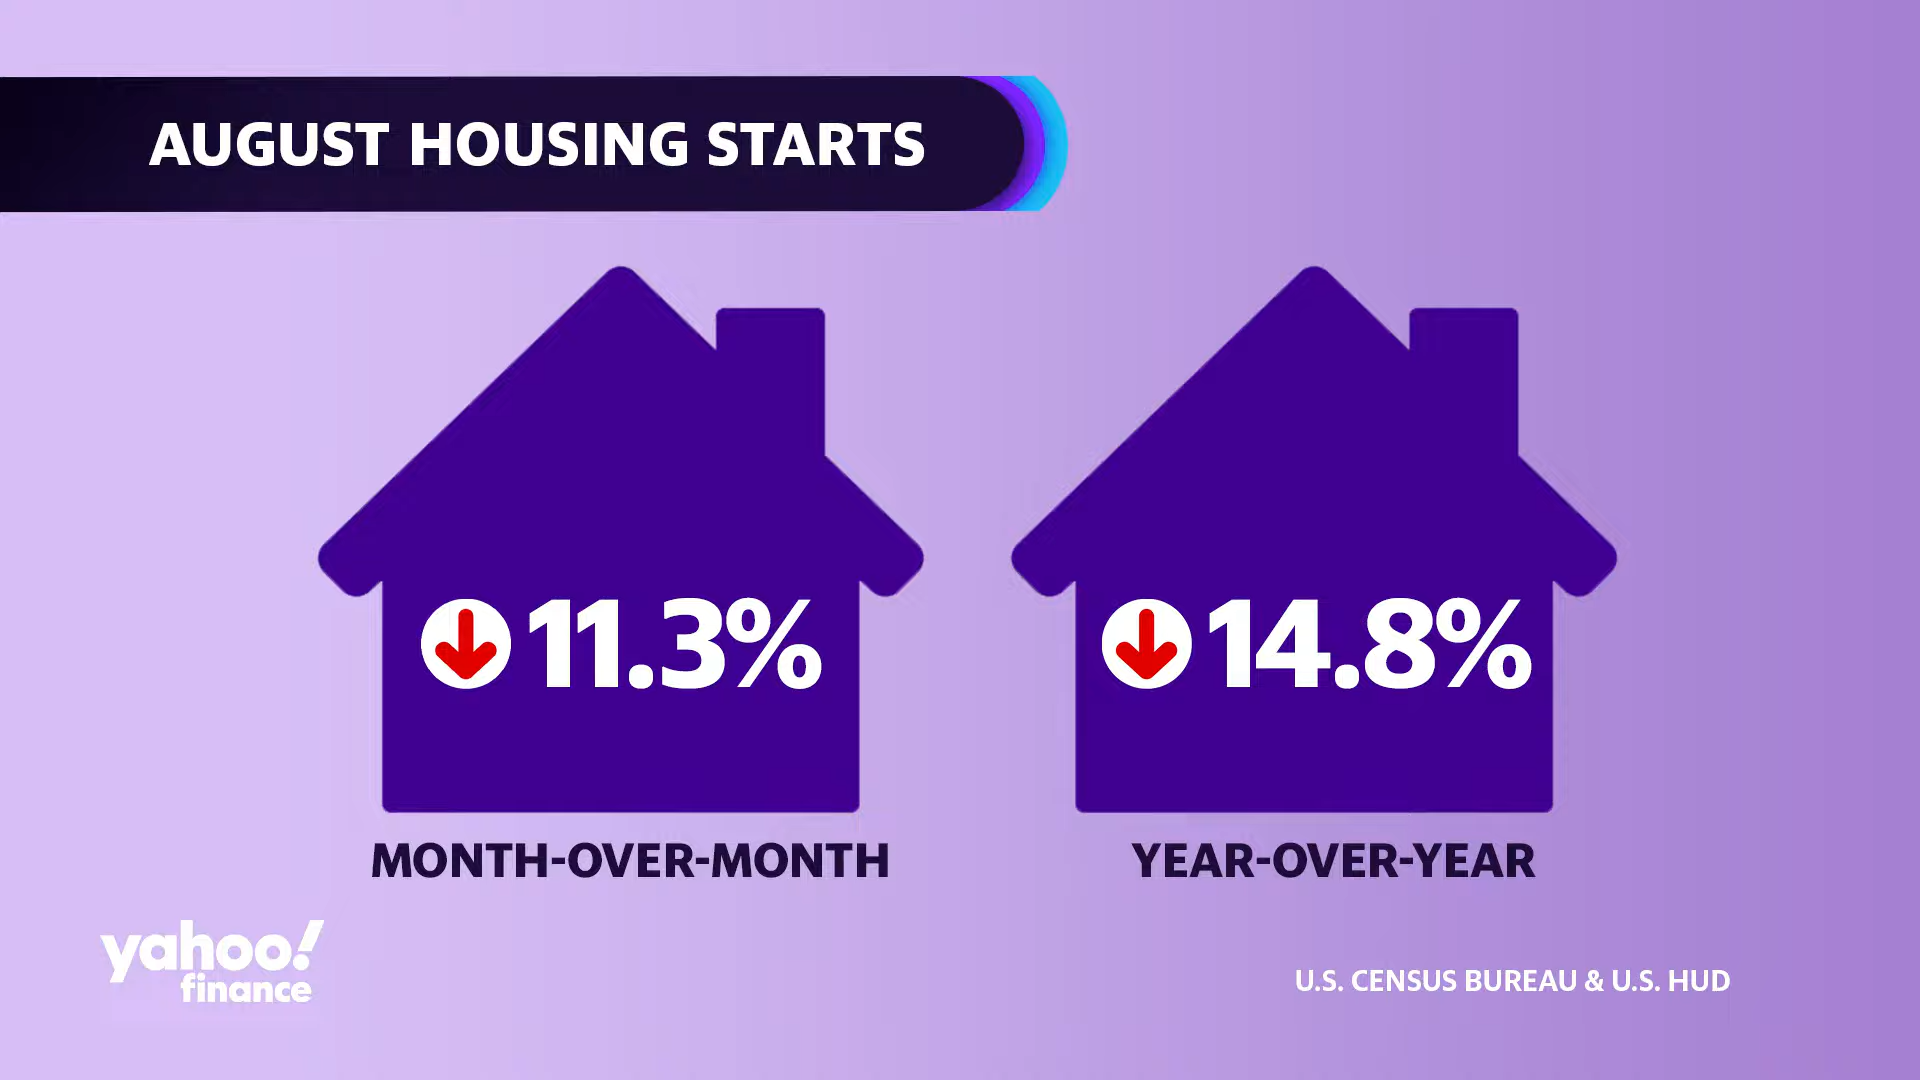 AUGUST HOUSING STARTS
11.3%
14.8%
MONTH-OVER-MONTH
YEAR-OVER-YEAR
yahoo!
finance
U.S. CENSUS BUREAU & U.S. HUD